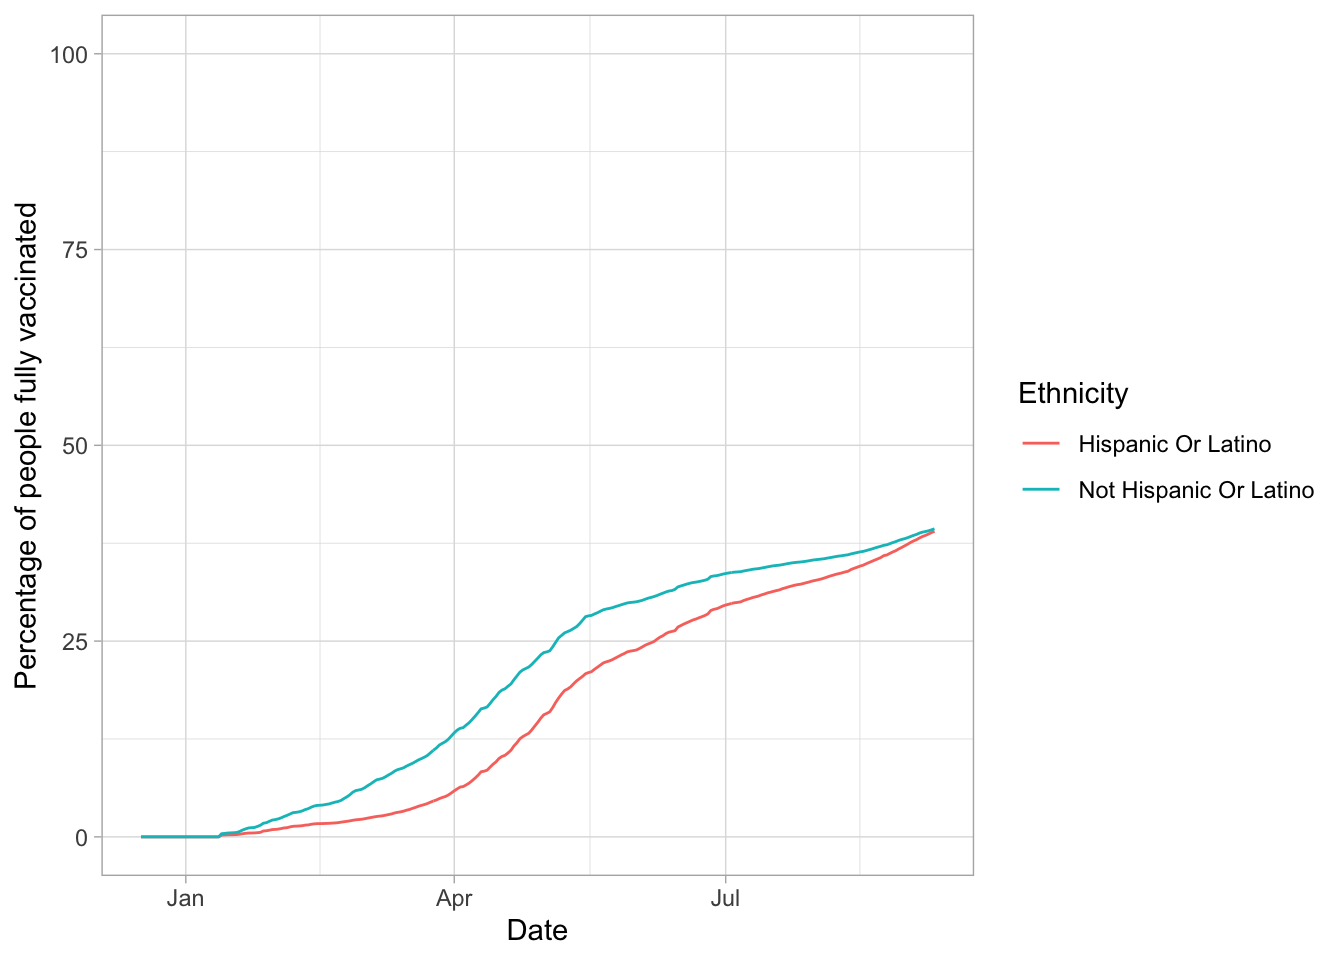 Percentage of people fully vaccinated
100
75
50
25
0
Jan
Apr
Jul
Date
Ethnicity
Hispanic Or Latino
Not Hispanic Or Latino